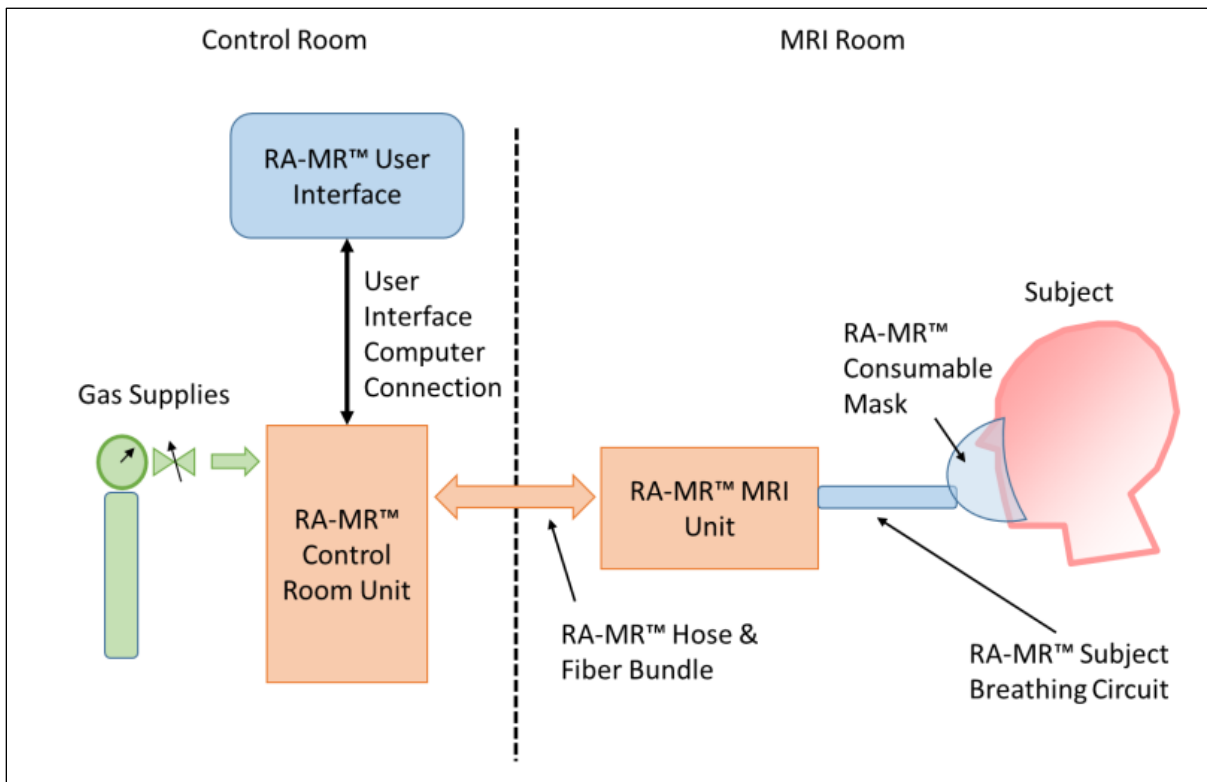 Control Room
MRI Room
RA-MR™ User
Interface
User
Interface
Computer
Connection
Subject
RA-MR™
Consumable
Mask
Gas Supplies
RA-MR™
Control
Room Unit
RA-MR™ MRI
Unit
RA-MR™ Hose &
Fiber Bundle
RA-MR™ Subject
Breathing Circuit